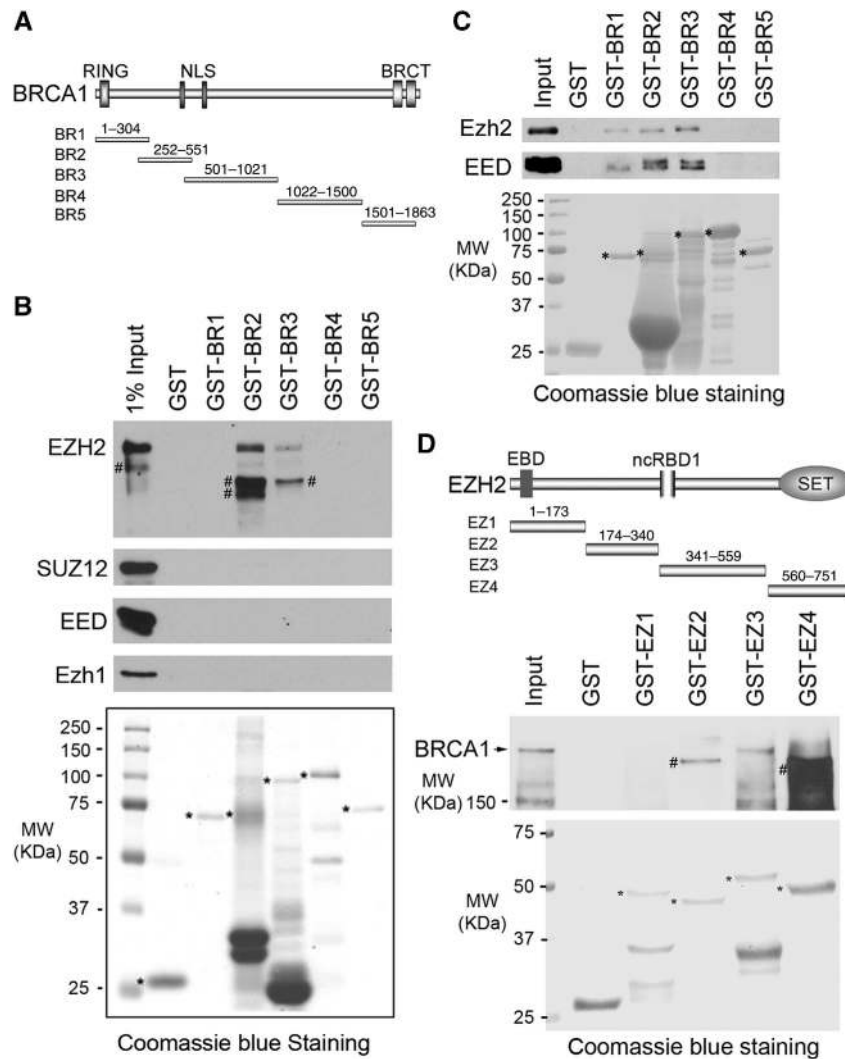 A
RING NLS BRCT
BRCA1
BR1 1–304
BR2 252–551
BR3 501–1021
BR4 1022–1500
BR5 1501–1863
B
1% Input
GST
GST-BR1
GST-BR2
GST-BR3
GST-BR4
GST-BR5
EZH2
#
#
#
#
SUZ12
EED
Ezh1
250 -
150 -
100 -
75 -
MW
(KDa)
50 -
37 -
25 -
*
*
*
*
*
*
Coomassie blue Staining
C
Input
GST
GST-BR1
GST-BR2
GST-BR3
GST-BR4
GST-BR5
Ezh2
EED
250 -
150 -
100 -
MW
(KDa)
75 -
50 -
37 -
25 -
*
*
*
*
*
Coomassie blue staining
D
EBD ncRBD1
EZH2 SET
EZ1 1–173
EZ2 174–340
EZ3 341–559
EZ4 560–751
Input
GST
GST-EZ1
GST-EZ2
GST-EZ3
GST-EZ4
BRCA1
#
#
MW
(KDa) 150 -
75 -
50 -
MW
(KDa)
37 -
25 -
*
*
*
*
Coomassie blue staining